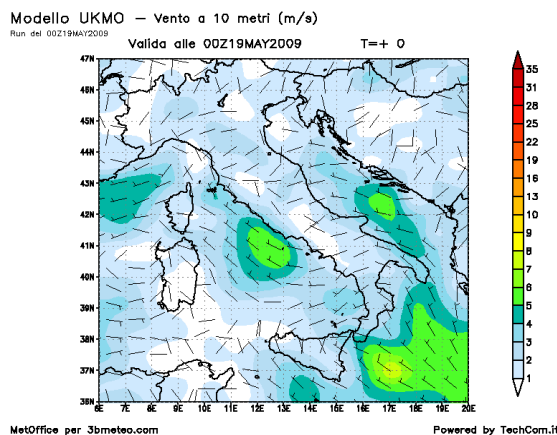 Modello UKMO – Vento a 10 metri (m/s)
Run del 00Z19MAY2009
Valida alle 00Z19MAY2009 T=+ 0
47N
46N
45N
44N
43N
42N
41N
40N
39N
38N
37N
36N
6E 7E 8E 9E 10E 11E 12E 13E 14E 15E 16E 17E 18E 19E 20E
35
31
28
25
22
19
16
13
10
9
8
7
6
5
4
3
2
1
MetOffice per 3bmeteo.com
Powered by TechCom.it